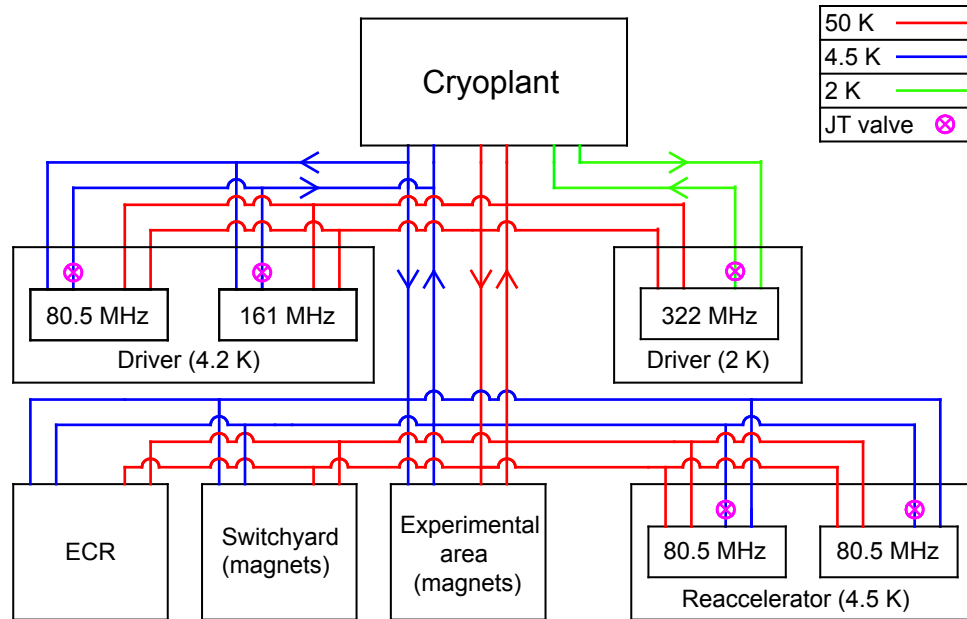 Cryoplant
50 K
4.5 K
2 K
JT valve
80.5 MHz
161 MHz
Driver (4.2 K)
322 MHz
Driver (2 K)
ECR
Switchyard
(magnets)
Experimental
area
(magnets)
80.5 MHz
80.5 MHz
Reaccelerator (4.5 K)